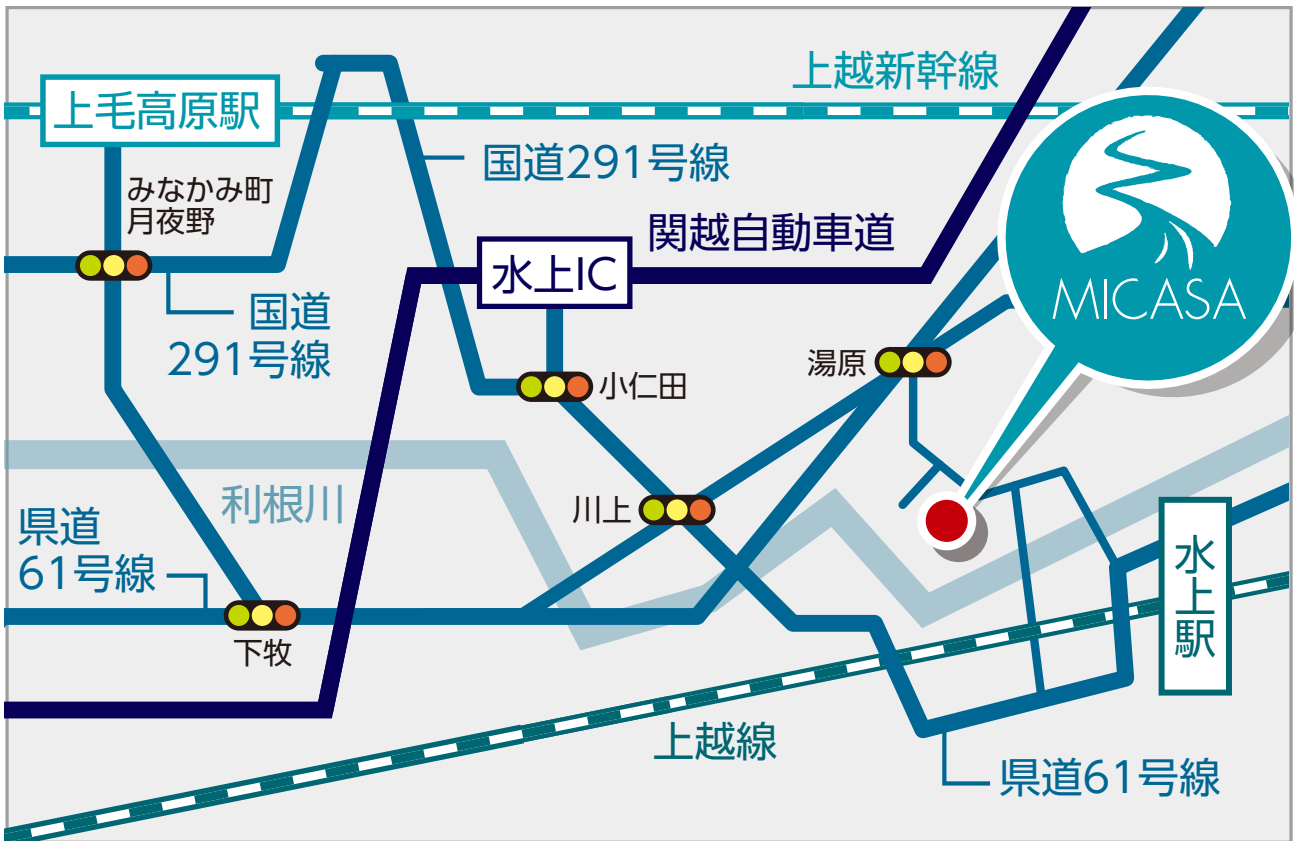 上越新幹線
上毛高原駅
国道291号線
みなかみ町
月夜野
関越自動車道
水上IC
MICASA
国道
291号線
湯原
小仁田
利根川
川上
県道
61号線
水上駅
下牧
上越線
県道61号線